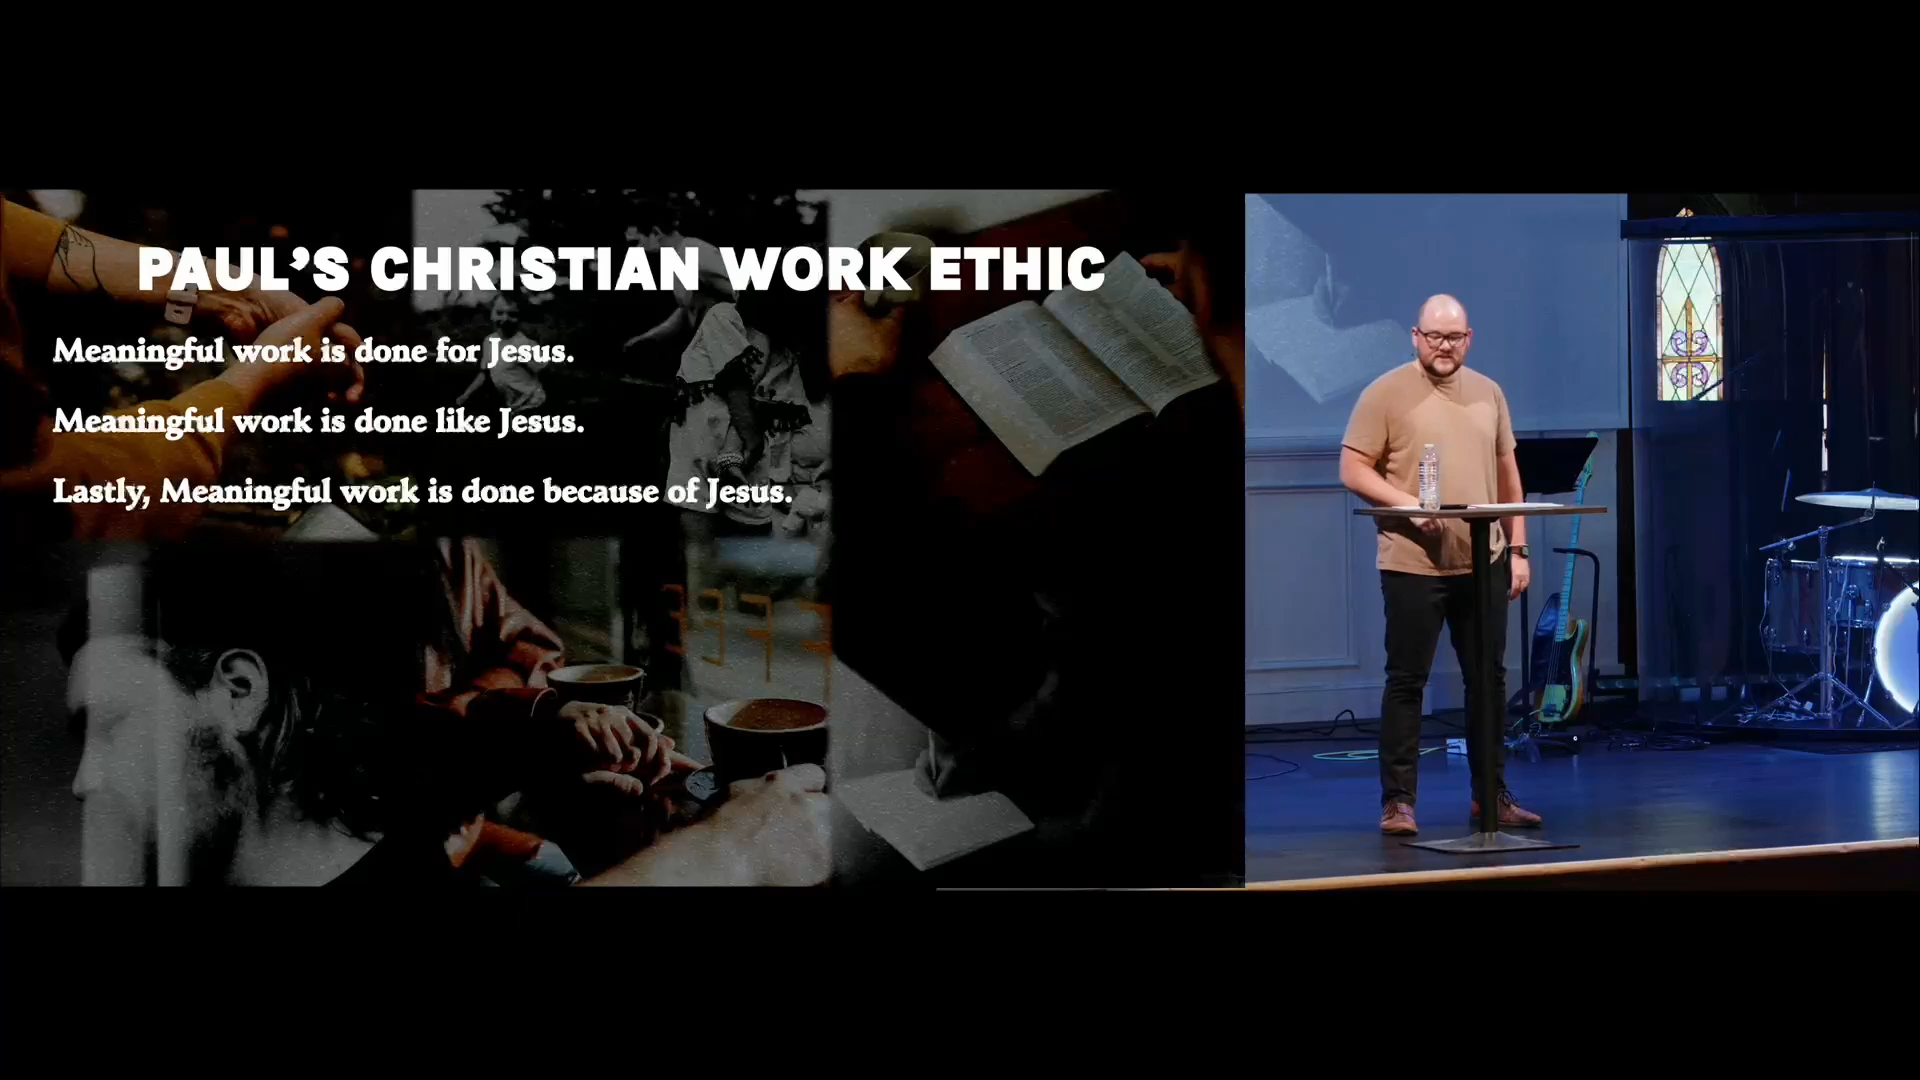 PAUL'S CHRISTIAN WORK ETHIC
Meaningful work is done for Jesus.
Meaningful work is done like Jesus.
Lastly, Meaningful work is done because of Jesus.